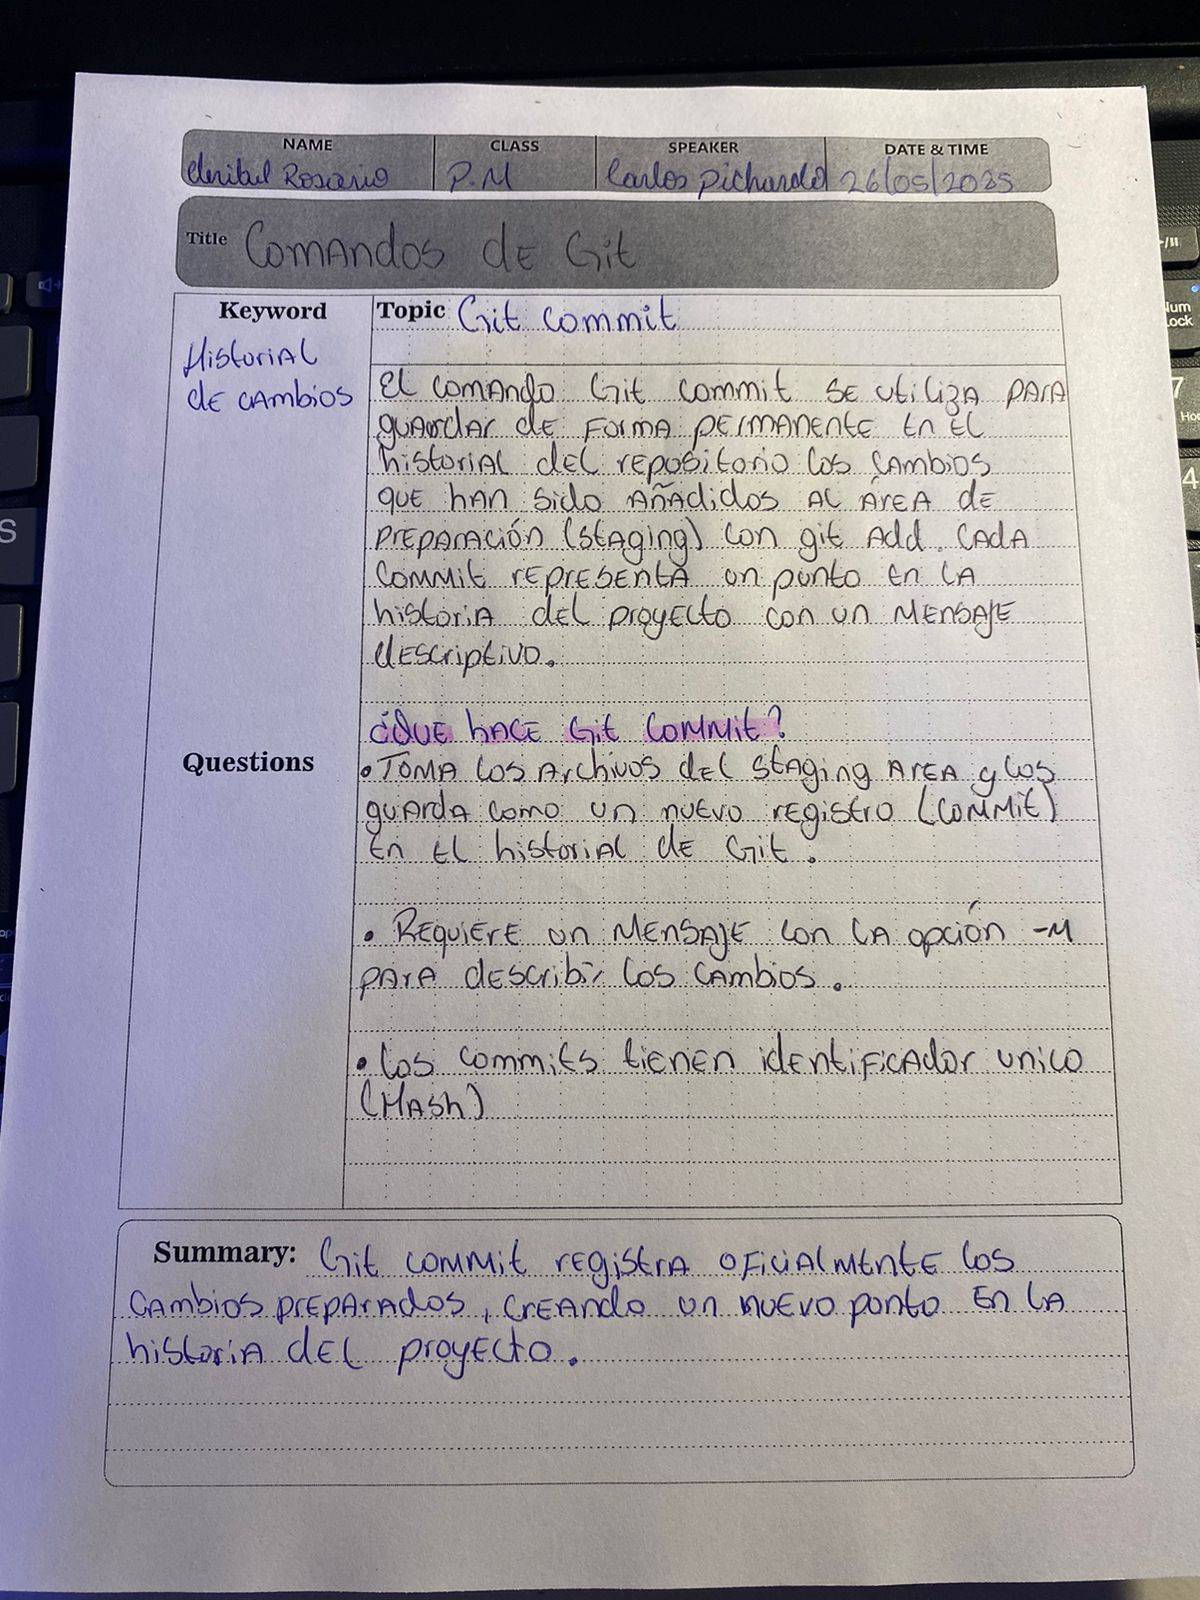 NAME CLASS SPEAKER DATE & TIME
Rosario P.M Carlos Pichardo 26/05/2025
Title Comandos de Git
Keyword Topic Git commit
Historial
de cambios
El comando Git commit se utiliza para
guardar de forma permanente en el
historial del repositorio los cambios
que han sido añadidos al área de
preparación (staging) con git add. Cada
commit representa un punto en la
historia del proyecto con un mensaje
descriptivo.
¿Que hace Git commit?
Questions
• Toma los archivos del staging area y los
guarda como un nuevo registro (commit)
en el historial de Git.
• Requiere un mensaje con la opción -M
para describir los cambios.
• Los commits tienen identificador unico
(Hash)
Summary: Git commit registra oficialmente los
cambios preparados, creando un nuevo punto en la
historia del proyecto.